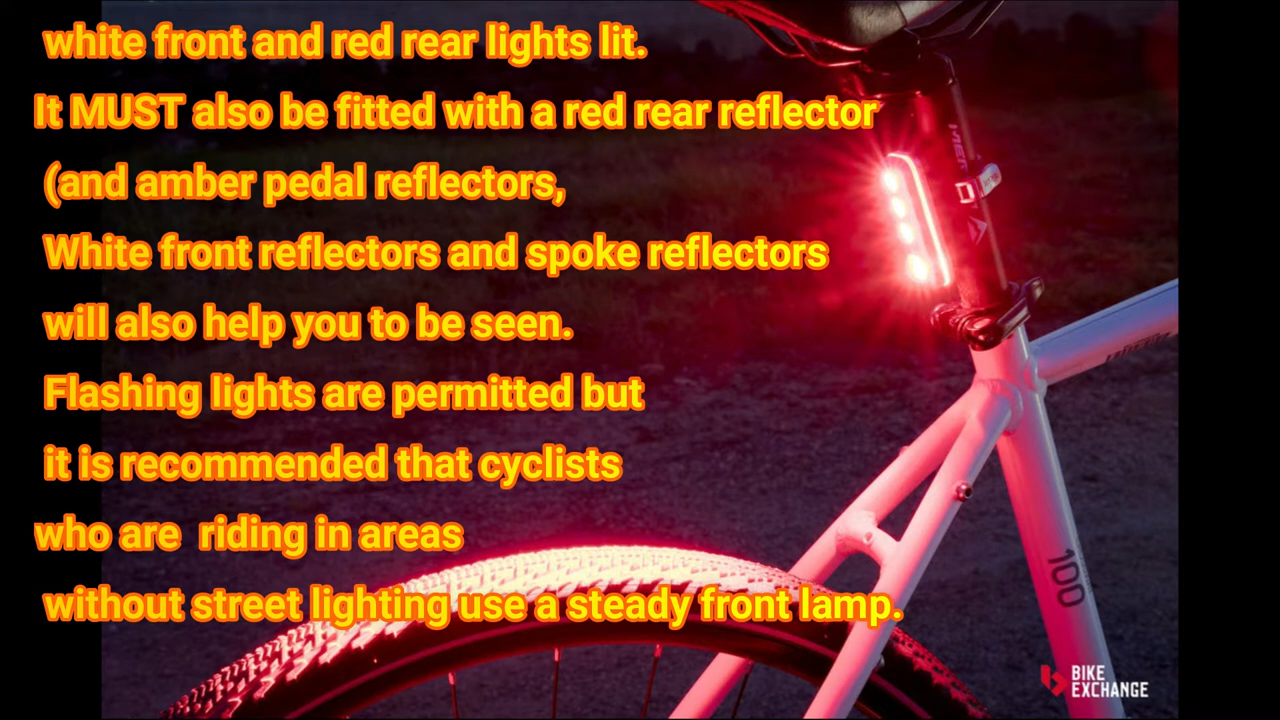 white front and red rear lights lit.
It MUST also be fitted with a red rear reflector
(and amber pedal reflectors,
White front reflectors and spoke reflectors
will also help you to be seen.
Flashing lights are permitted but
it is recommended that cyclists
who are  riding in areas
without street lighting use a steady front lamp.
100
BIKE
EXCHANGE